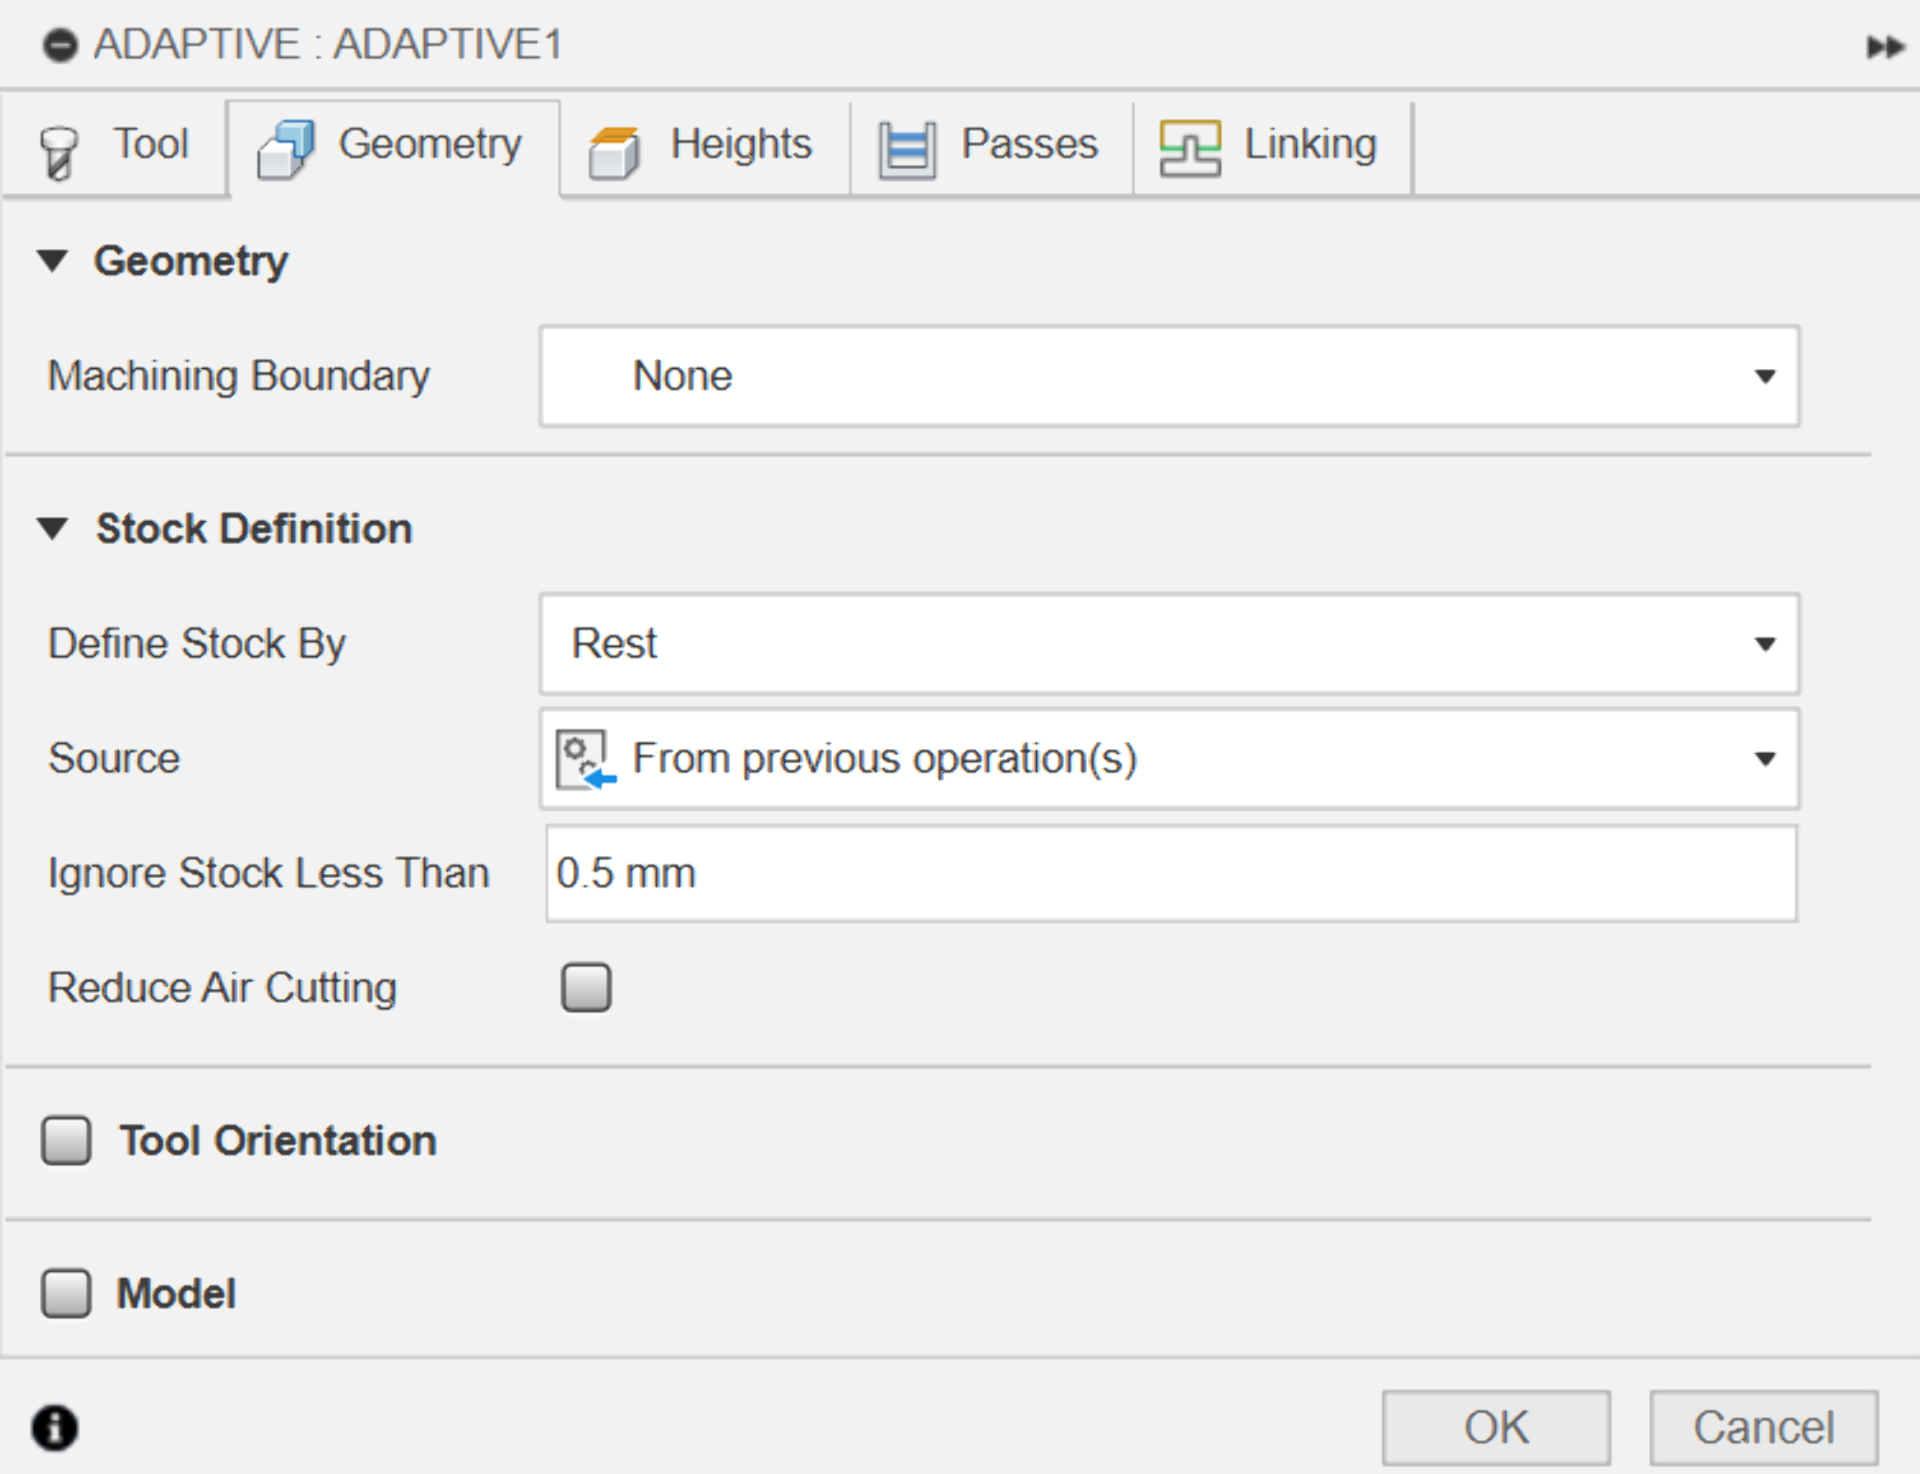 ADAPTIVE : ADAPTIVE1
Tool Geometry Heights Passes Linking
Geometry
Machining Boundary None
Stock Definition
Define Stock By Rest
Source From previous operation(s)
Ignore Stock Less Than 0.5 mm
Reduce Air Cutting
Tool Orientation
Model
OK Cancel